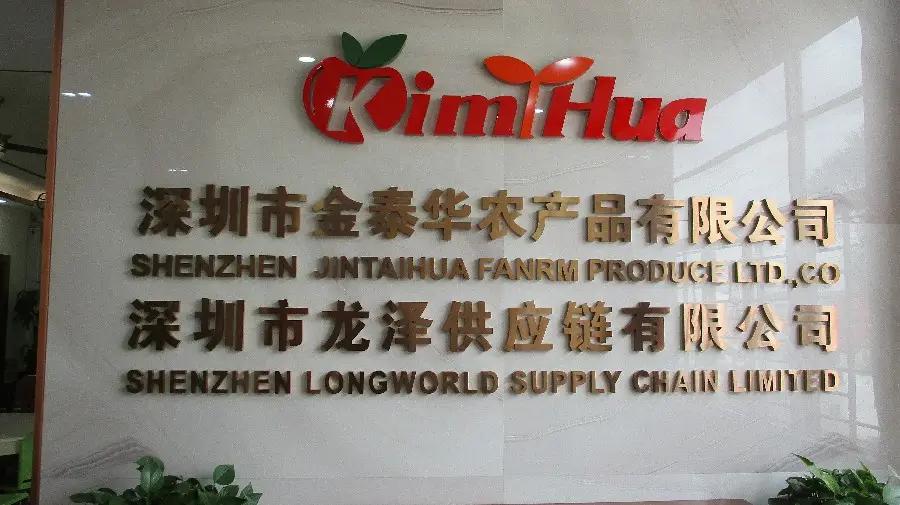 KimTHua
深圳市金泰华农产品有限公司
SHENZHEN JINTAIHUA FANRM PRODUCE LTD.,CO
深圳市龙泽供应链有限公司
SHENZHEN LONGWORLD SUPPLY CHAIN LIMITED